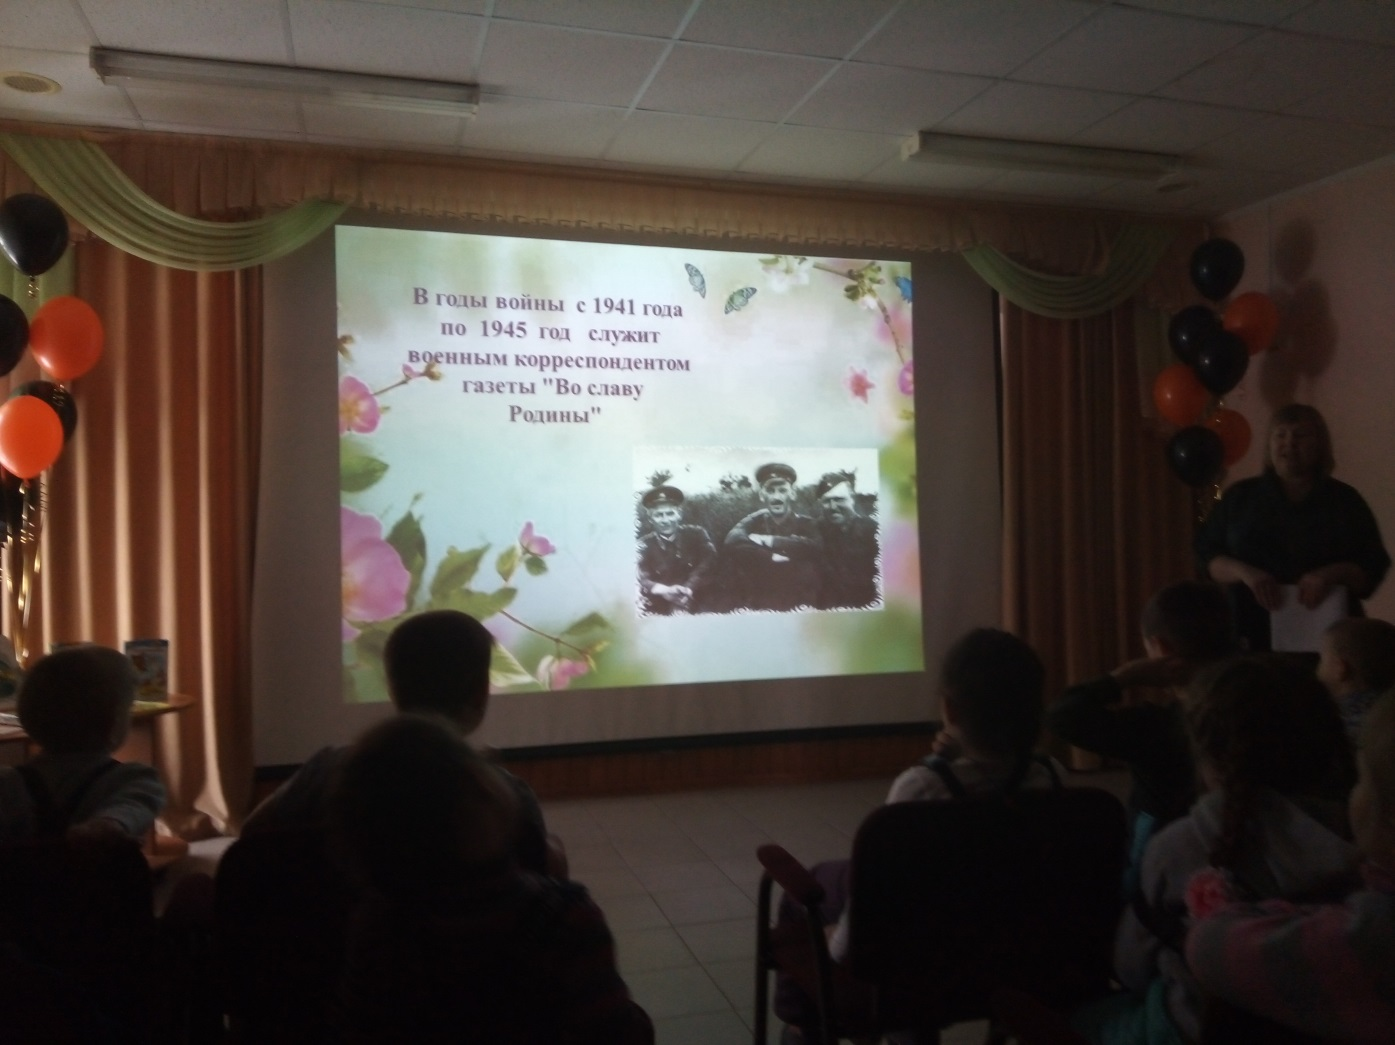 В годы войны с 1941 года
по 1945 год служит
военным корреспондентом
газеты "Во славу
Родины"